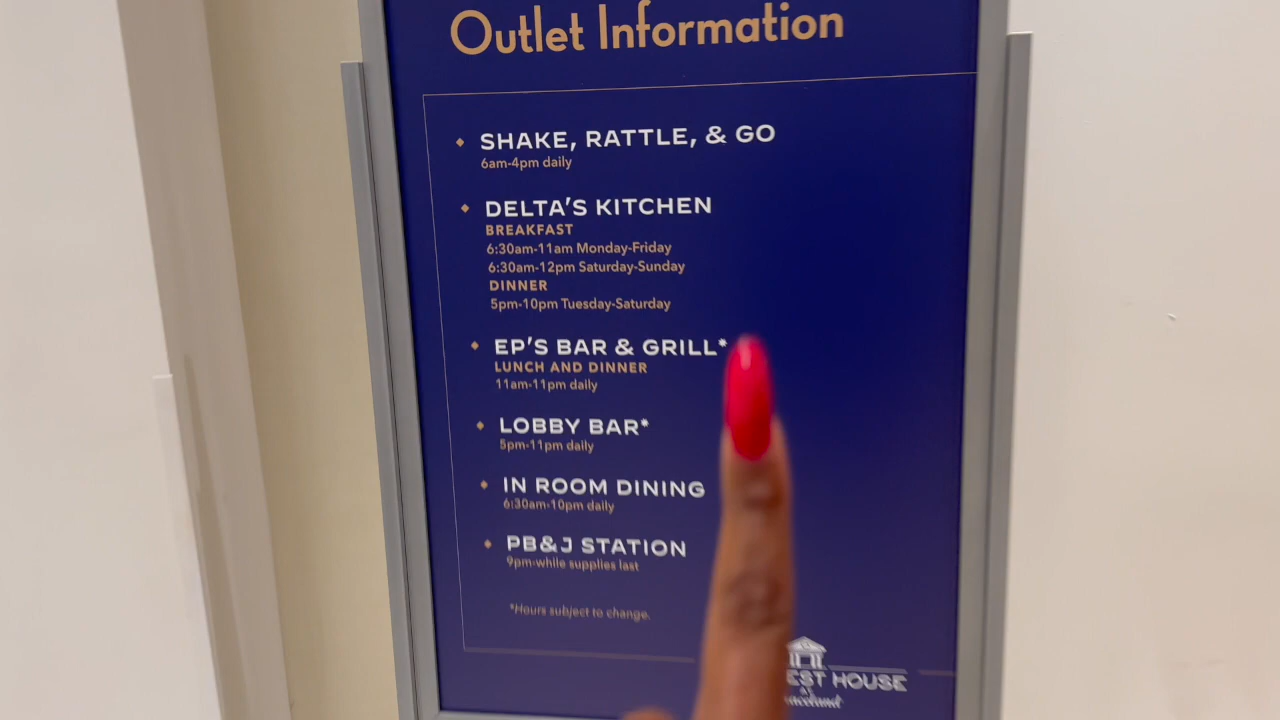 Outlet Information
SHAKE, RATTLE, & GO
6am-4pm daily
DELTA'S KITCHEN
BREAKFAST
6:30am-11am Monday-Friday
6:30am-12pm Saturday-Sunday
DINNER
5pm-10pm Tuesday-Saturday
EP'S BAR & GRILL*
LUNCH AND DINNER
11am-11pm daily
LOBBY BAR*
5pm-11pm daily
IN ROOM DINING
6:30am-10pm daily
PB&J STATION
9pm-while supplies last
*Hours subject to change.
HOUSE